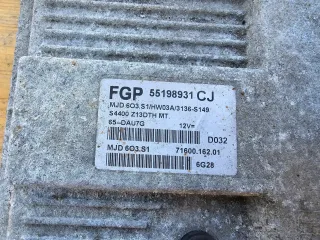 FGP 55198931 CJ
MJD 6O3.S1/HW03A/3136-S149
S4400 Z13DTH MT
65-DAU7G 12V=
D032
MJD 6O3.S1 71600.162.01
6G28